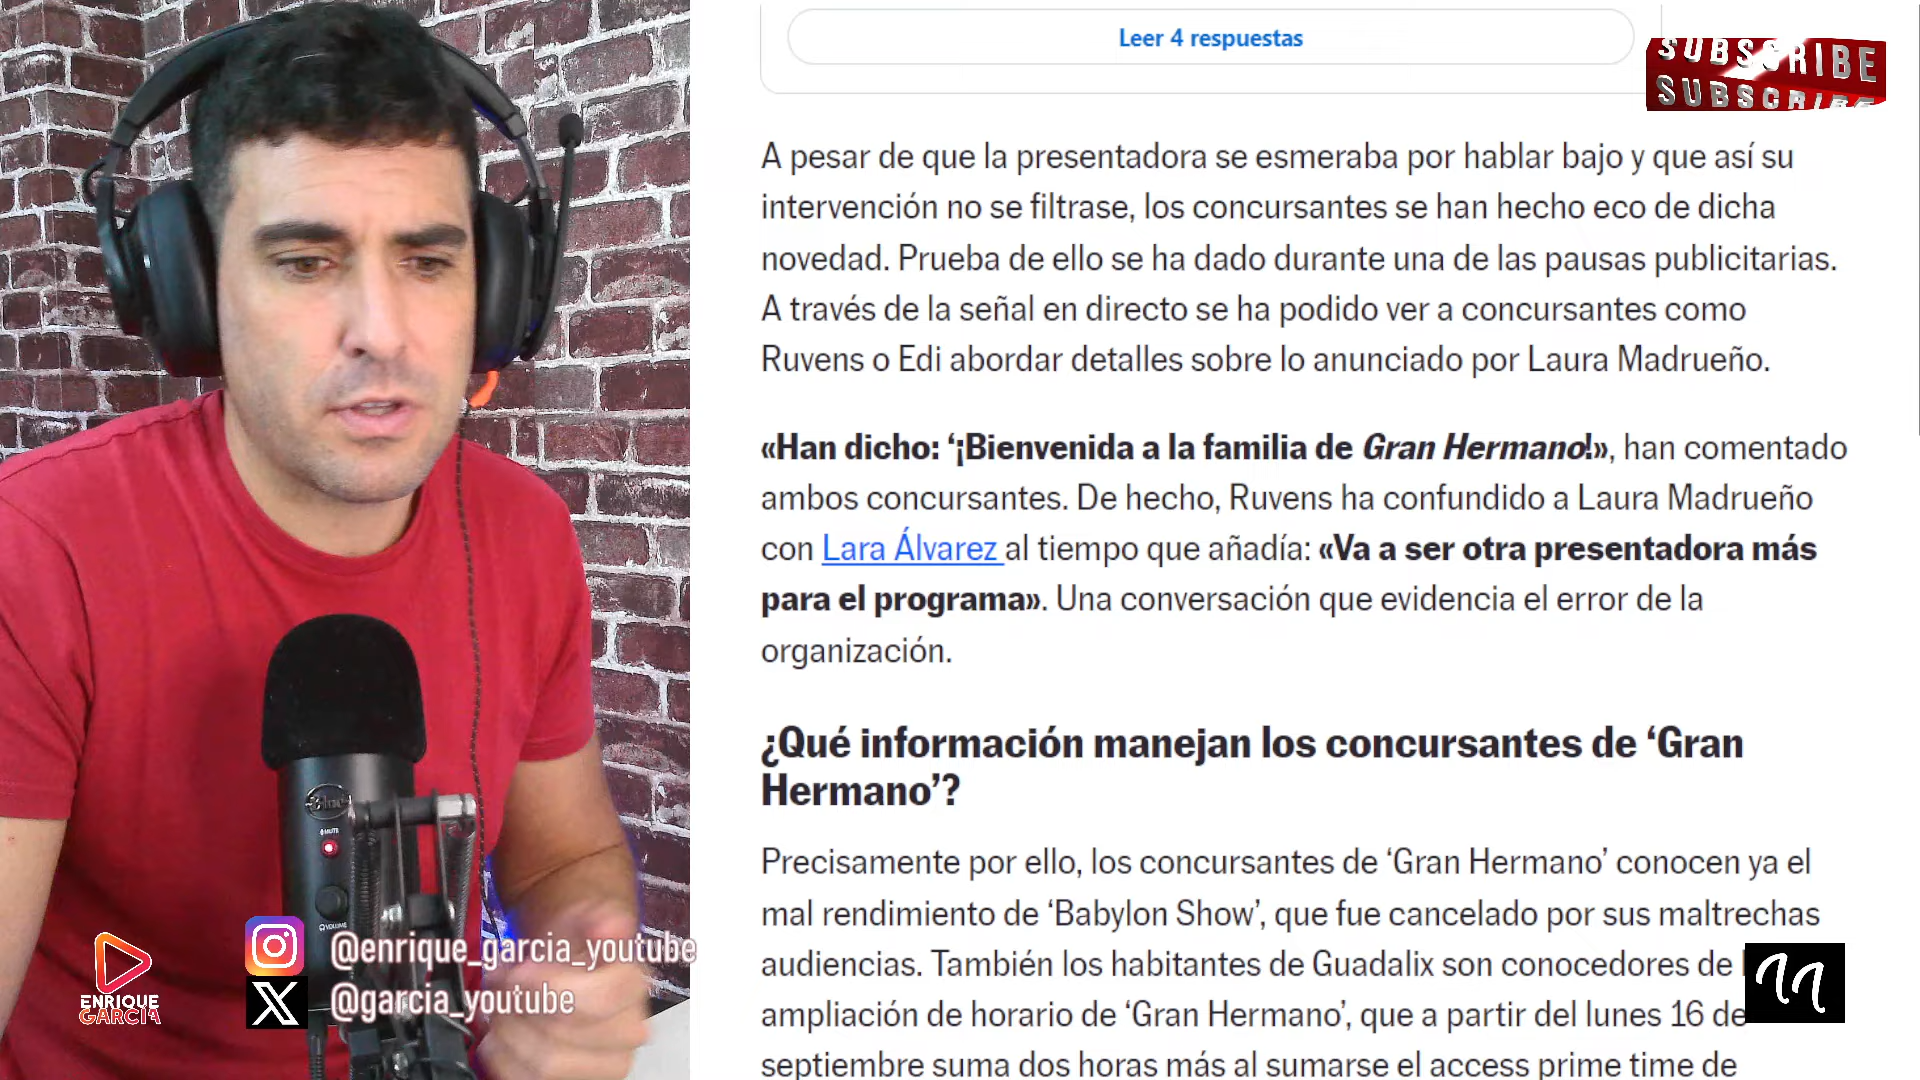 Leer 4 respuestas
SUBSCRIBE
SUBSCRIBE
A pesar de que la presentadora se esmeraba por hablar bajo y que así su
intervención no se filtrase, los concursantes se han hecho eco de dicha
novedad. Prueba de ello se ha dado durante una de las pausas publicitarias.
A través de la señal en directo se ha podido ver a concursantes como
Ruvens o Edi abordar detalles sobre lo anunciado por Laura Madrueño.
«Han dicho: ‘¡Bienvenida a la familia de Gran Hermano!», han comentado
ambos concursantes. De hecho, Ruvens ha confundido a Laura Madrueño
con Lara Álvarez al tiempo que añadía: «Va a ser otra presentadora más
para el programa». Una conversación que evidencia el error de la
organización.
¿Qué información manejan los concursantes de ‘Gran
Hermano’?
Precisamente por ello, los concursantes de ‘Gran Hermano’ conocen ya el
mal rendimiento de ‘Babylon Show’, que fue cancelado por sus maltrechas
audiencias. También los habitantes de Guadalix son conocedores de
ampliación de horario de ‘Gran Hermano’, que a partir del lunes 16 de
septiembre suma dos horas más al sumarse el access prime time de
Blue
MUTE
VOLUME
ENRIQUE
GARCIA
@enrique_garcia_youtube
@garcia_youtube